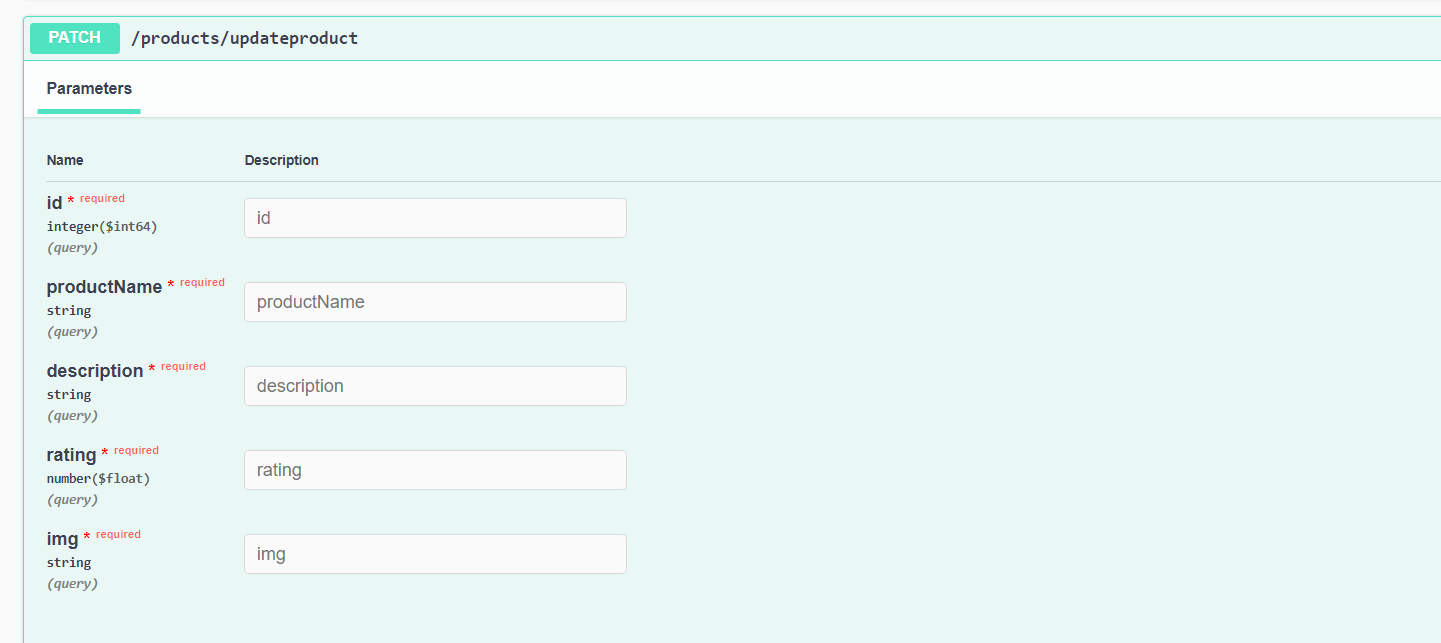 PATCH /products/updateproduct
Parameters
Name Description
id * required
integer($int64)
(query)
id
productName * required
string
(query)
productName
description * required
string
(query)
description
rating * required
number($float)
(query)
rating
img * required
string
(query)
img